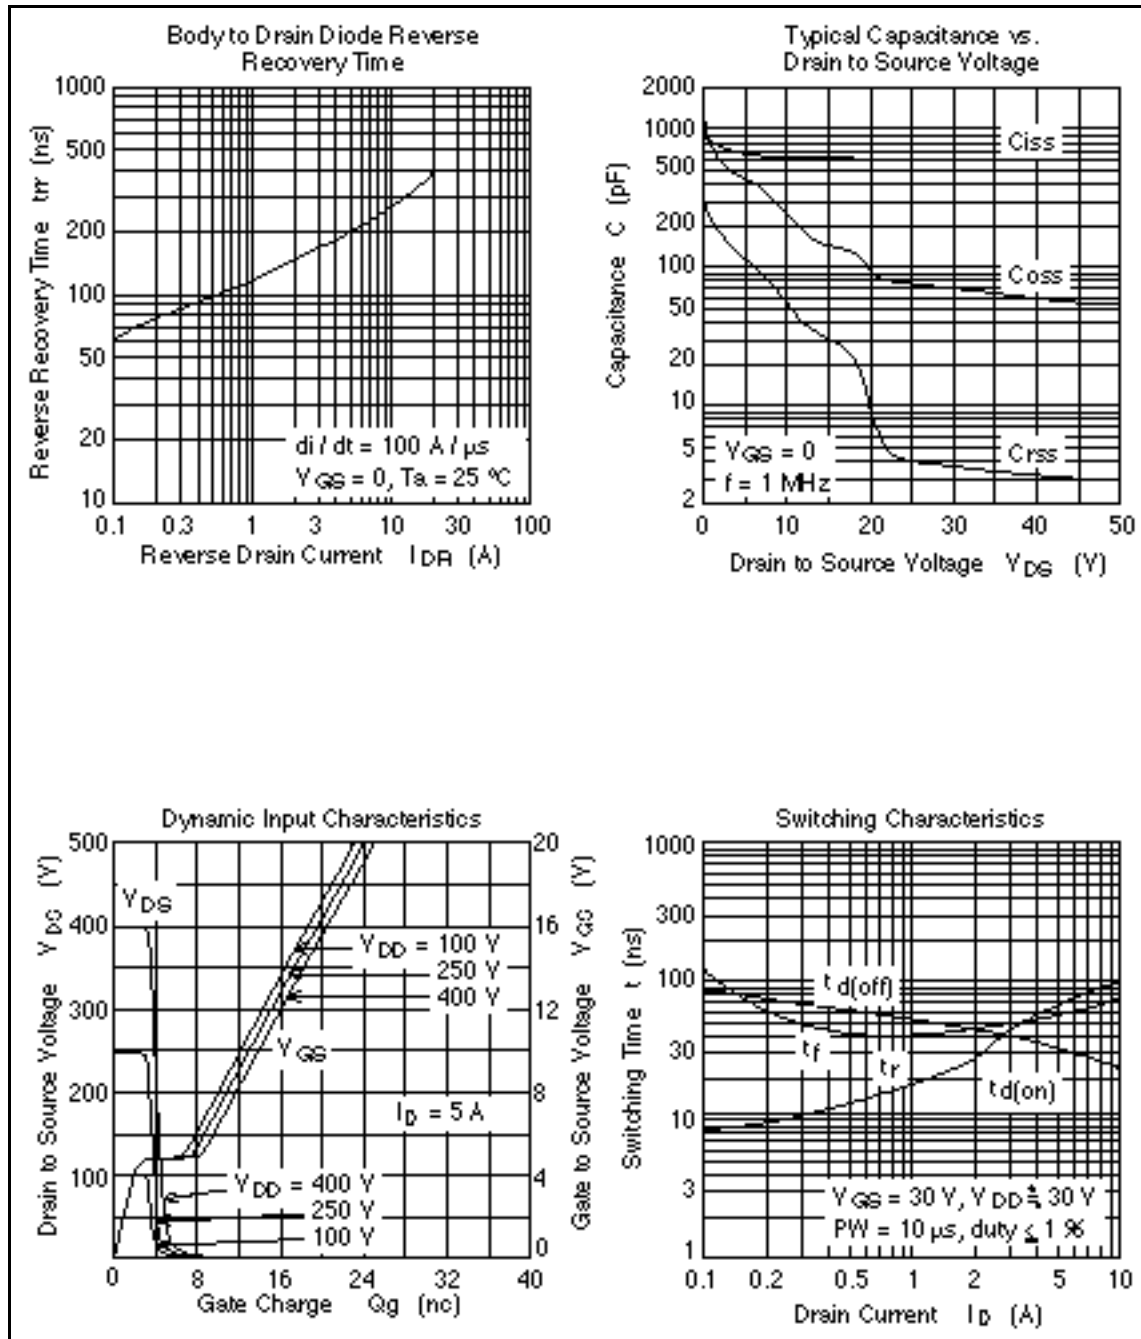 Body to Drain Diode Reverse
Recovery Time
1000
500
200
100
50
20
10
Reverse Recovery Time trr (ns)
di / dt = 100 A / µs
VGS = 0, Ta = 25 °C
0.1 0.3 1 3 10 30 100
Reverse Drain Current IDR (A)
Typical Capacitance vs.
Drain to Source Voltage
2000
1000
500
200
100
50
20
10
5
2
Capacitance C (pF)
Ciss
Coss
Crss
VGS = 0
f = 1 MHz
0 10 20 30 40 50
Drain to Source Voltage VDS (V)
Dynamic Input Characteristics
500
400
300
200
100
Drain to Source Voltage VDS (V)
VDS
VDD = 100 V
250 V
400 V
VGS
ID = 5 A
VDD = 400 V
250 V
100 V
20
16
12
8
4
0
Gate to Source Voltage VGS (V)
0 8 16 24 32 40
Gate Charge Qg (nc)
Switching Characteristics
1000
300
100
30
10
3
1
Switching Time t (ns)
t d(off)
tf
tr
t d(on)
VGS = 30 V, VDD ≒ 30 V
PW = 10 µs, duty ≤ 1 %
0.1 0.2 0.5 1 2 5 10
Drain Current ID (A)